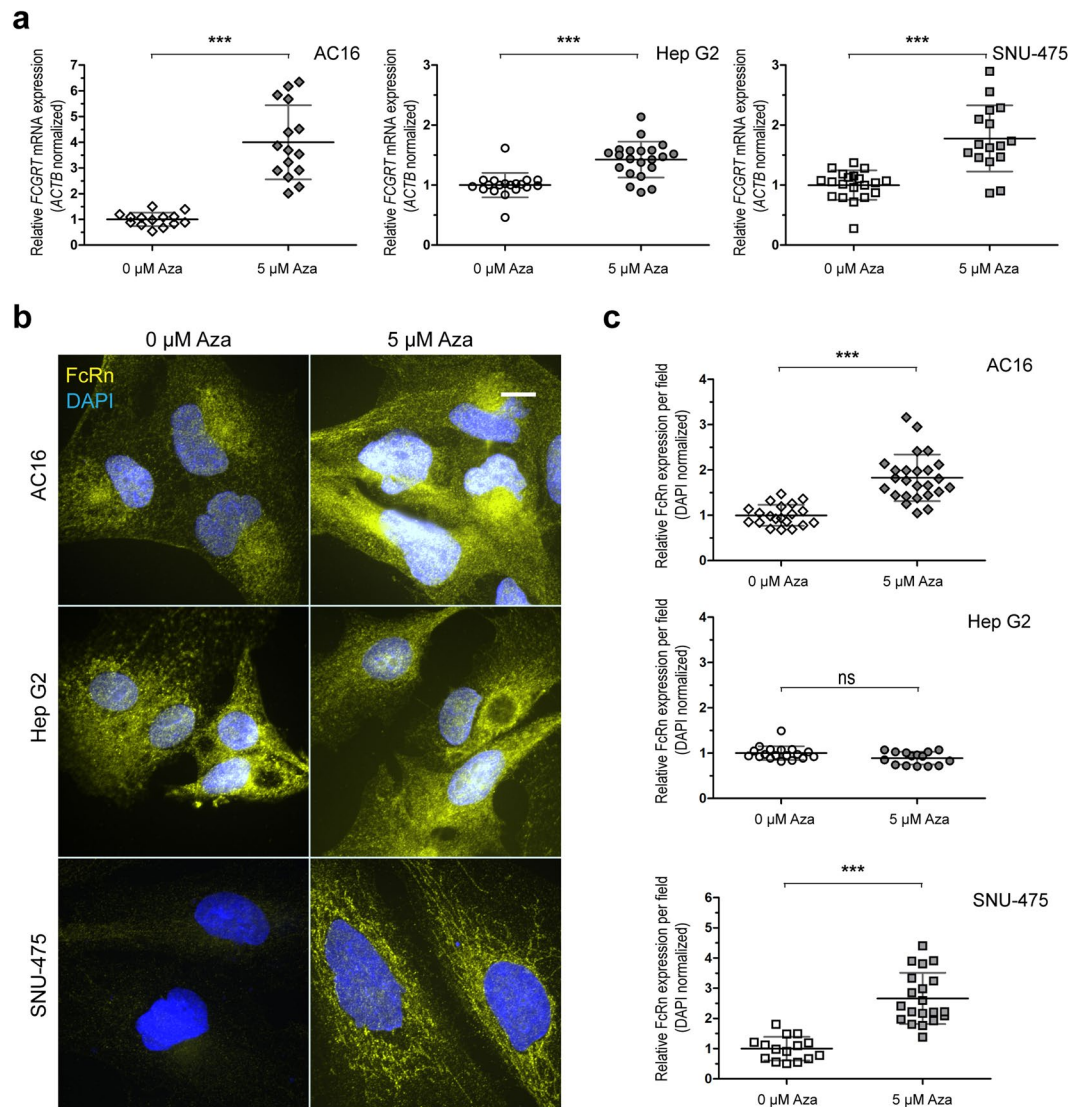 a
***
AC16
Relative FCGRT mRNA expression
(ACTB normalized)
7
6
5
4
3
2
1
0
0 µM Aza
5 µM Aza
***
Hep G2
Relative FCGRT mRNA expression
(ACTB normalized)
3
2
1
0
0 µM Aza
5 µM Aza
***
SNU-475
Relative FCGRT mRNA expression
(ACTB normalized)
3
2
1
0
0 µM Aza
5 µM Aza
b
0 µM Aza
5 µM Aza
FcRn
DAPI
AC16
Hep G2
SNU-475
c
***
AC16
Relative FcRn expression per field
(DAPI normalized)
4
3
2
1
0
0 µM Aza
5 µM Aza
Hep G2
ns
Relative FcRn expression per field
(DAPI normalized)
4
3
2
1
0
0 µM Aza
5 µM Aza
***
SNU-475
Relative FcRn expression per field
(DAPI normalized)
6
5
4
3
2
1
0
0 µM Aza
5 µM Aza